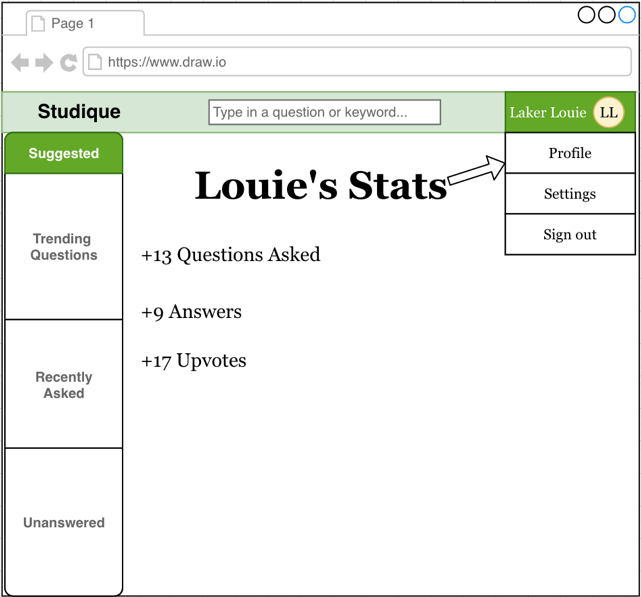 Page 1
https://www.draw.io
Studique
Type in a question or keyword...
Laker Louie
LL
Profile
Settings
Sign out
Suggested
Trending
Questions
Recently
Asked
Unanswered
Louie's Stats
+13 Questions Asked
+9 Answers
+17 Upvotes